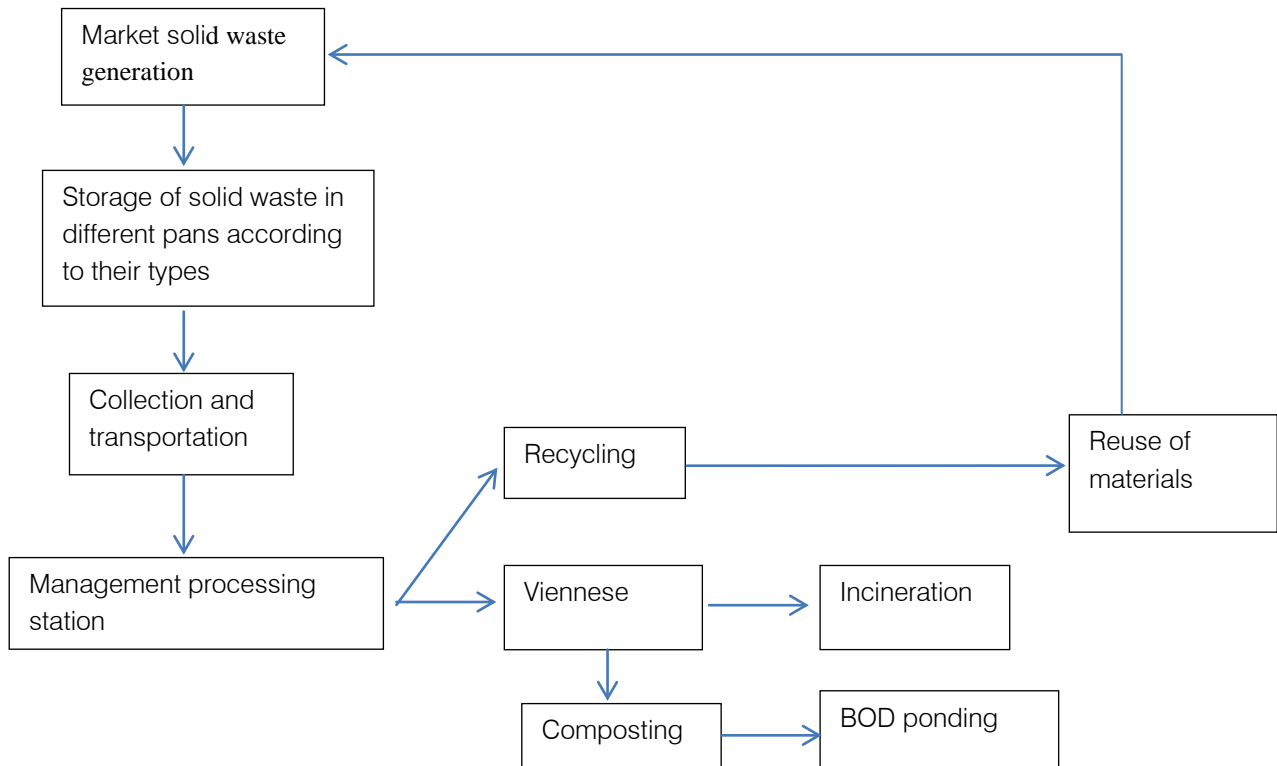 Market solid waste
generation
Storage of solid waste in
different pans according
to their types
Collection and
transportation
Recycling
Reuse of
materials
Management processing
station
Viennese
Incineration
Composting
BOD ponding